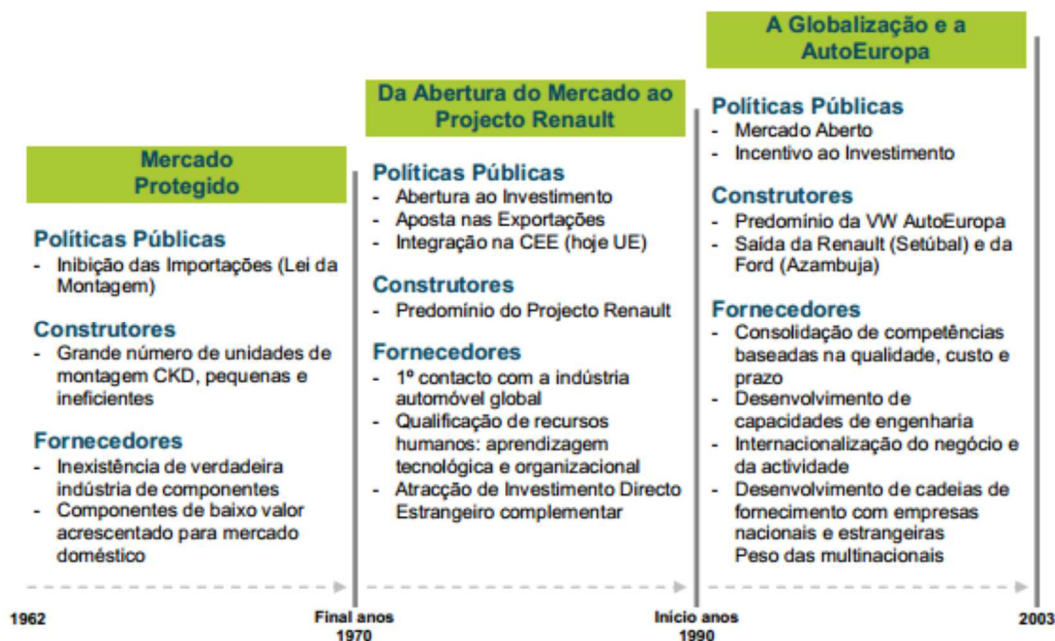 Mercado
Protegido
Políticas Públicas
- Inibição das Importações (Lei da
Montagem)
Construtores
- Grande número de unidades de
montagem CKD, pequenas e
ineficientes
Fornecedores
- Inexistência de verdadeira
indústria de componentes
- Componentes de baixo valor
acrescentado para mercado
doméstico
Da Abertura do Mercado ao
Projecto Renault
Políticas Públicas
- Abertura ao Investimento
- Aposta nas Exportações
- Integração na CEE (hoje UE)
Construtores
- Predomínio do Projecto Renault
Fornecedores
- 1º contacto com a indústria
automóvel global
- Qualificação de recursos
humanos: aprendizagem
tecnológica e organizacional
- Atracção de Investimento Directo
Estrangeiro complementar
A Globalização e a
AutoEuropa
Políticas Públicas
- Mercado Aberto
- Incentivo ao Investimento
Construtores
- Predomínio da VW AutoEuropa
- Saída da Renault (Setúbal) e da
Ford (Azambuja)
Fornecedores
- Consolidação de competências
baseadas na qualidade, custo e
prazo
- Desenvolvimento de
capacidades de engenharia
- Internacionalização do negócio e
da actividade
- Desenvolvimento de cadeias de
fornecimento com empresas
nacionais e estrangeiras
Peso das multinacionais
1962
Final anos
1970
Início anos
1990
2003